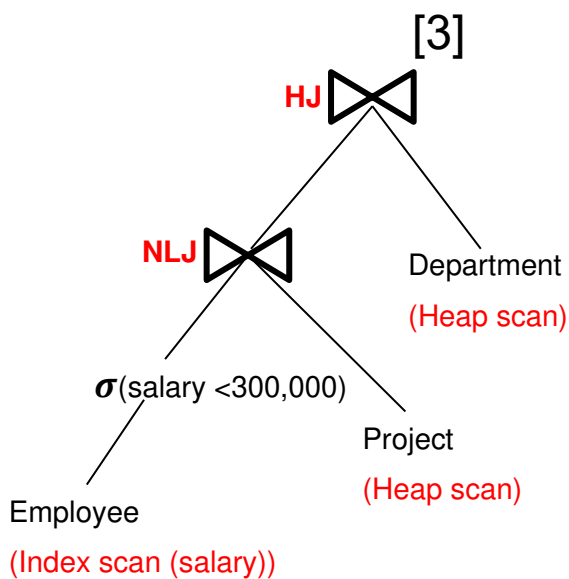 [3]
HJ
NLJ
Department
(Heap scan)
σ(salary <300,000)
Project
(Heap scan)
Employee
(Index scan (salary))